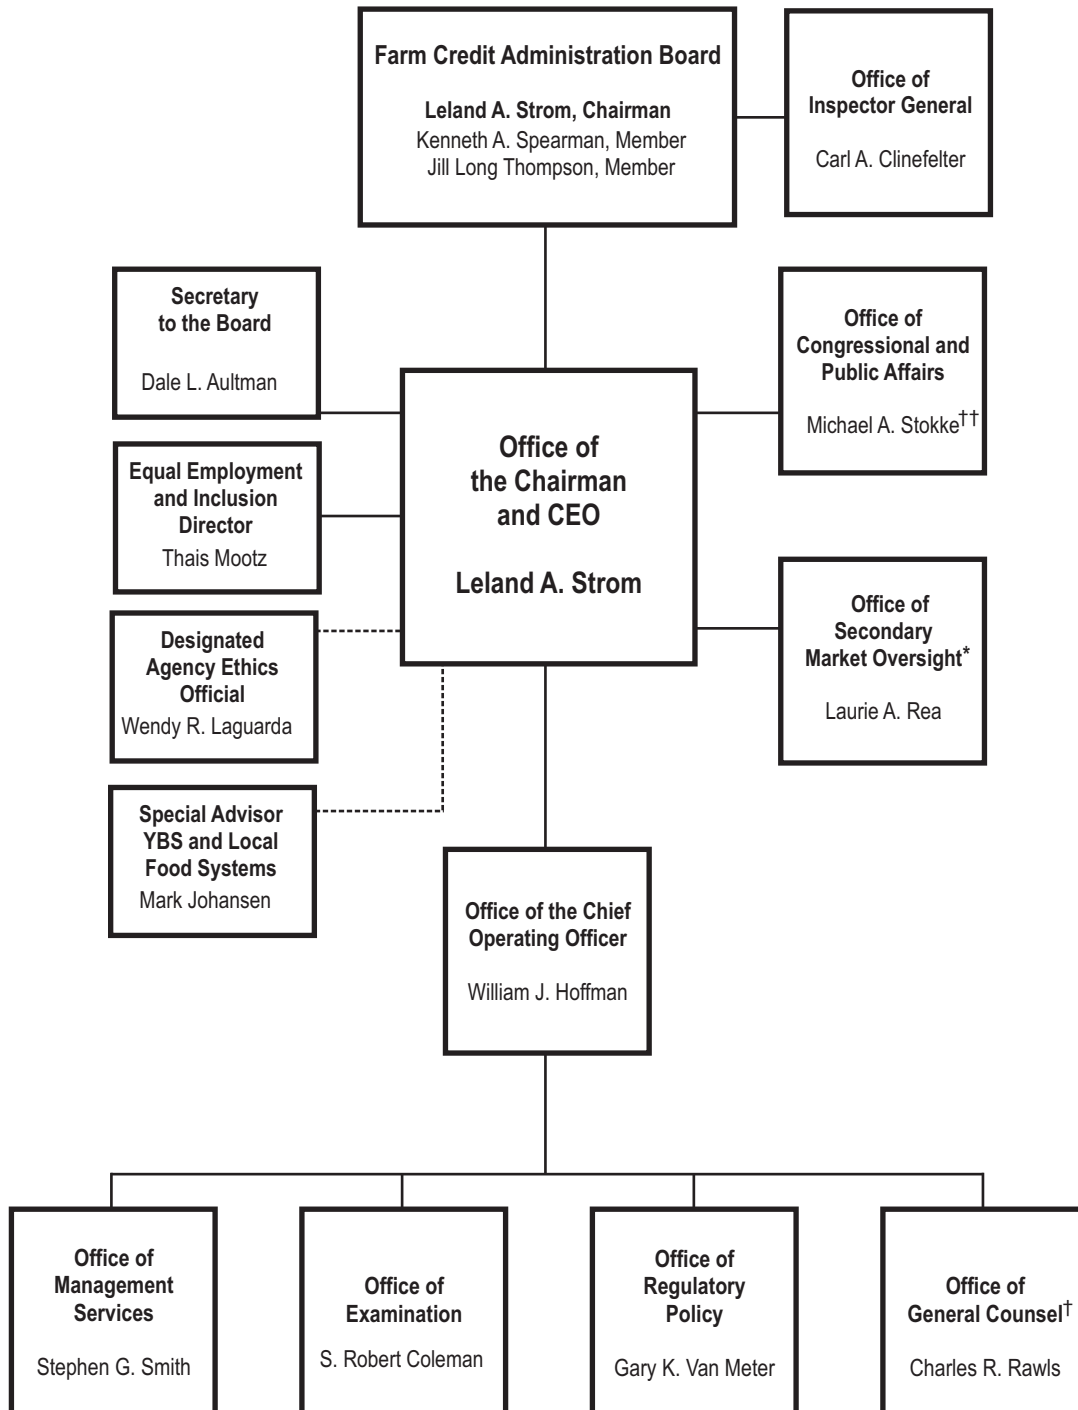 Farm Credit Administration Board
Leland A. Strom, Chairman
Kenneth A. Spearman, Member
Jill Long Thompson, Member
Office of
Inspector General
Carl A. Clinefelter
Secretary
to the Board
Dale L. Aultman
Office of
Congressional and
Public Affairs
Michael A. Stokke††
Office of
the Chairman
and CEO
Leland A. Strom
Equal Employment
and Inclusion
Director
Thais Mootz
Designated
Agency Ethics
Official
Wendy R. Laguarda
Office of
Secondary
Market Oversight*
Laurie A. Rea
Special Advisor
YBS and Local
Food Systems
Mark Johansen
Office of the Chief
Operating Officer
William J. Hoffman
Office of
Management
Services
Stephen G. Smith
Office of
Examination
S. Robert Coleman
Office of
Regulatory
Policy
Gary K. Van Meter
Office of
General Counsel†
Charles R. Rawls